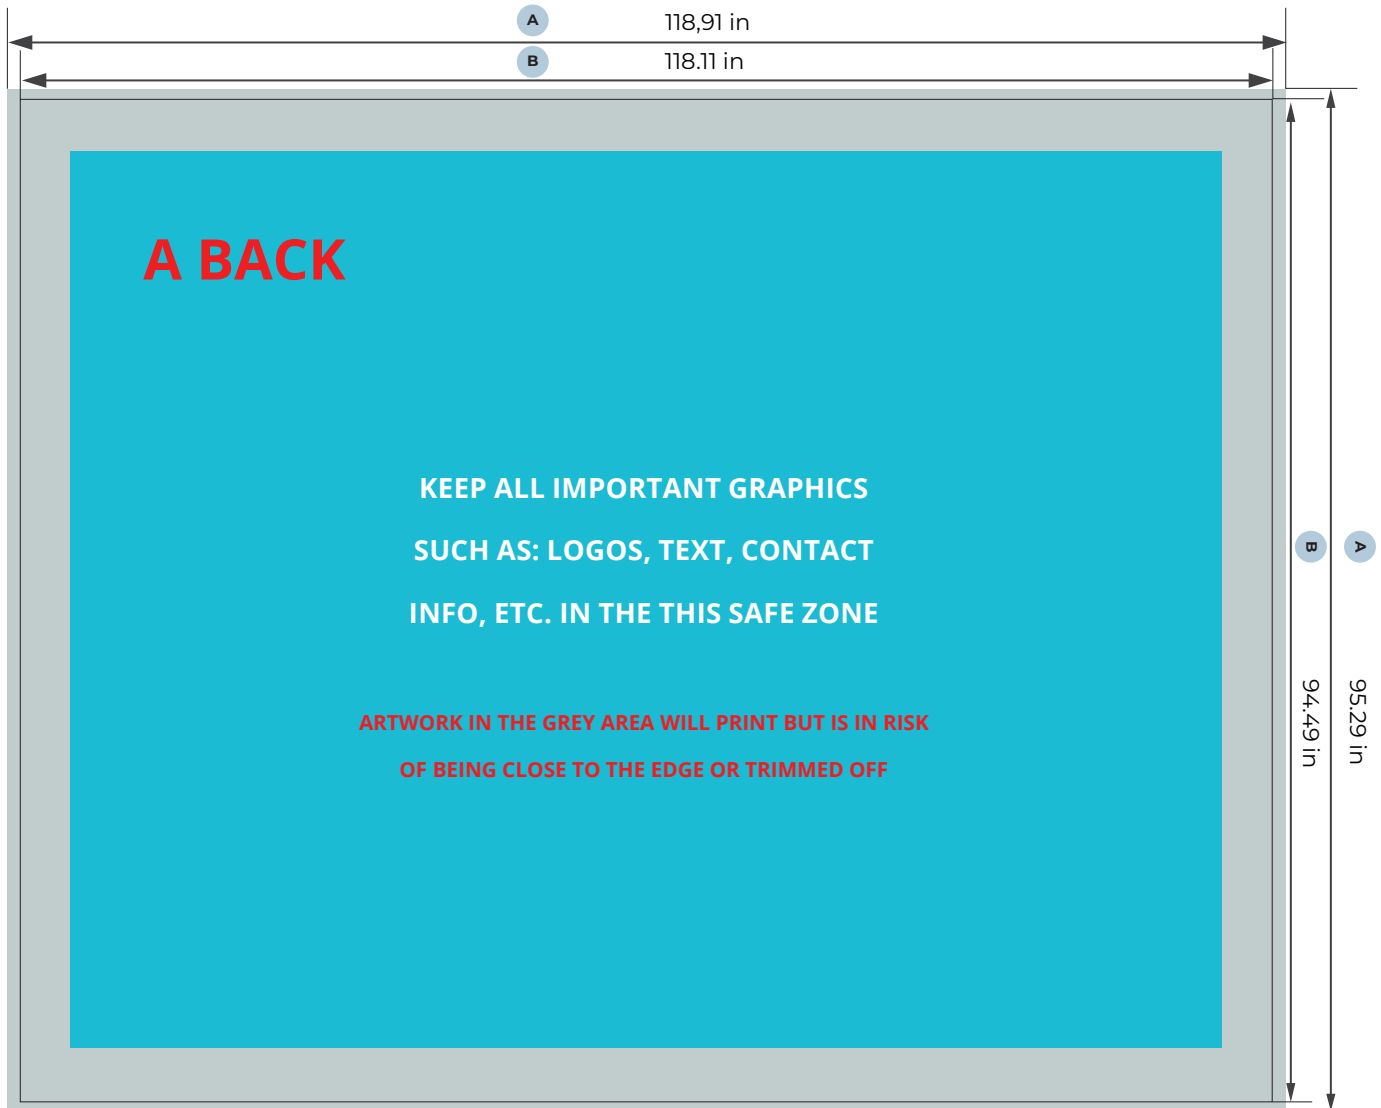 A 118,91 in
B 118.11 in
A BACK
KEEP ALL IMPORTANT GRAPHICS
SUCH AS: LOGOS, TEXT, CONTACT
INFO, ETC. IN THE THIS SAFE ZONE
ARTWORK IN THE GREY AREA WILL PRINT BUT IS IN RISK
OF BEING CLOSE TO THE EDGE OR TRIMMED OFF
A 95.29 in
B 94.49 in